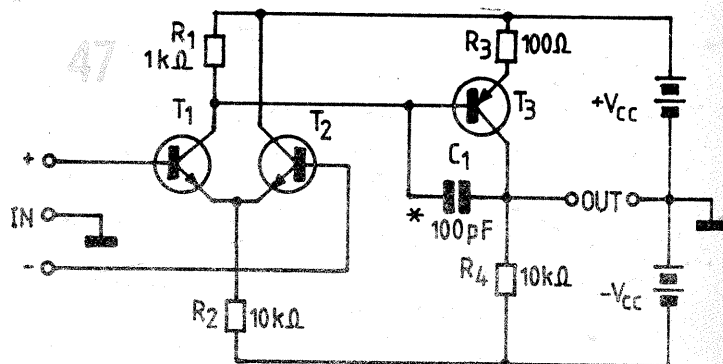 47
R1
1kΩ
R3
100Ω
T1
T2
T3
+VCC
C1
+
IN
-
* 100pF
OUT
R4
10kΩ
-VCC
R2
10kΩ